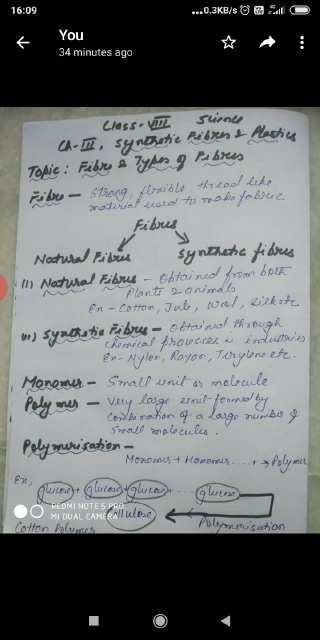 16:09
...0.3KB/s
You
34 minutes ago
Class-VIII Science
Ch-III, Synthetic Fibres & Plastics
Topic: Fibre & Types of Fibres
Fibre — Strong, flexible thread like
material used to make fabric
Fibres
Natural Fibres Synthetic fibres
(I) Natural Fibres — Obtained from both
Plants & animals
Ex- Cotton, Jute, Wool, Silk etc
II) Synthetic Fibres — Obtained through
chemical processes in industries
Ex- Nylon, Rayon, Terylene etc.
Monomer — Small unit or molecule
Polymer — Very large unit formed by
combination of a large number of
small molecules.
Polymerisation —
Monomer + Monomer .... + → Polymer
Ex,
glucose + glucose + glucose + ..... glucose
REDMI NOTE 5 PRO
MI DUAL CAMERA
Cellulose
Cotton Polymer
Polymerisation